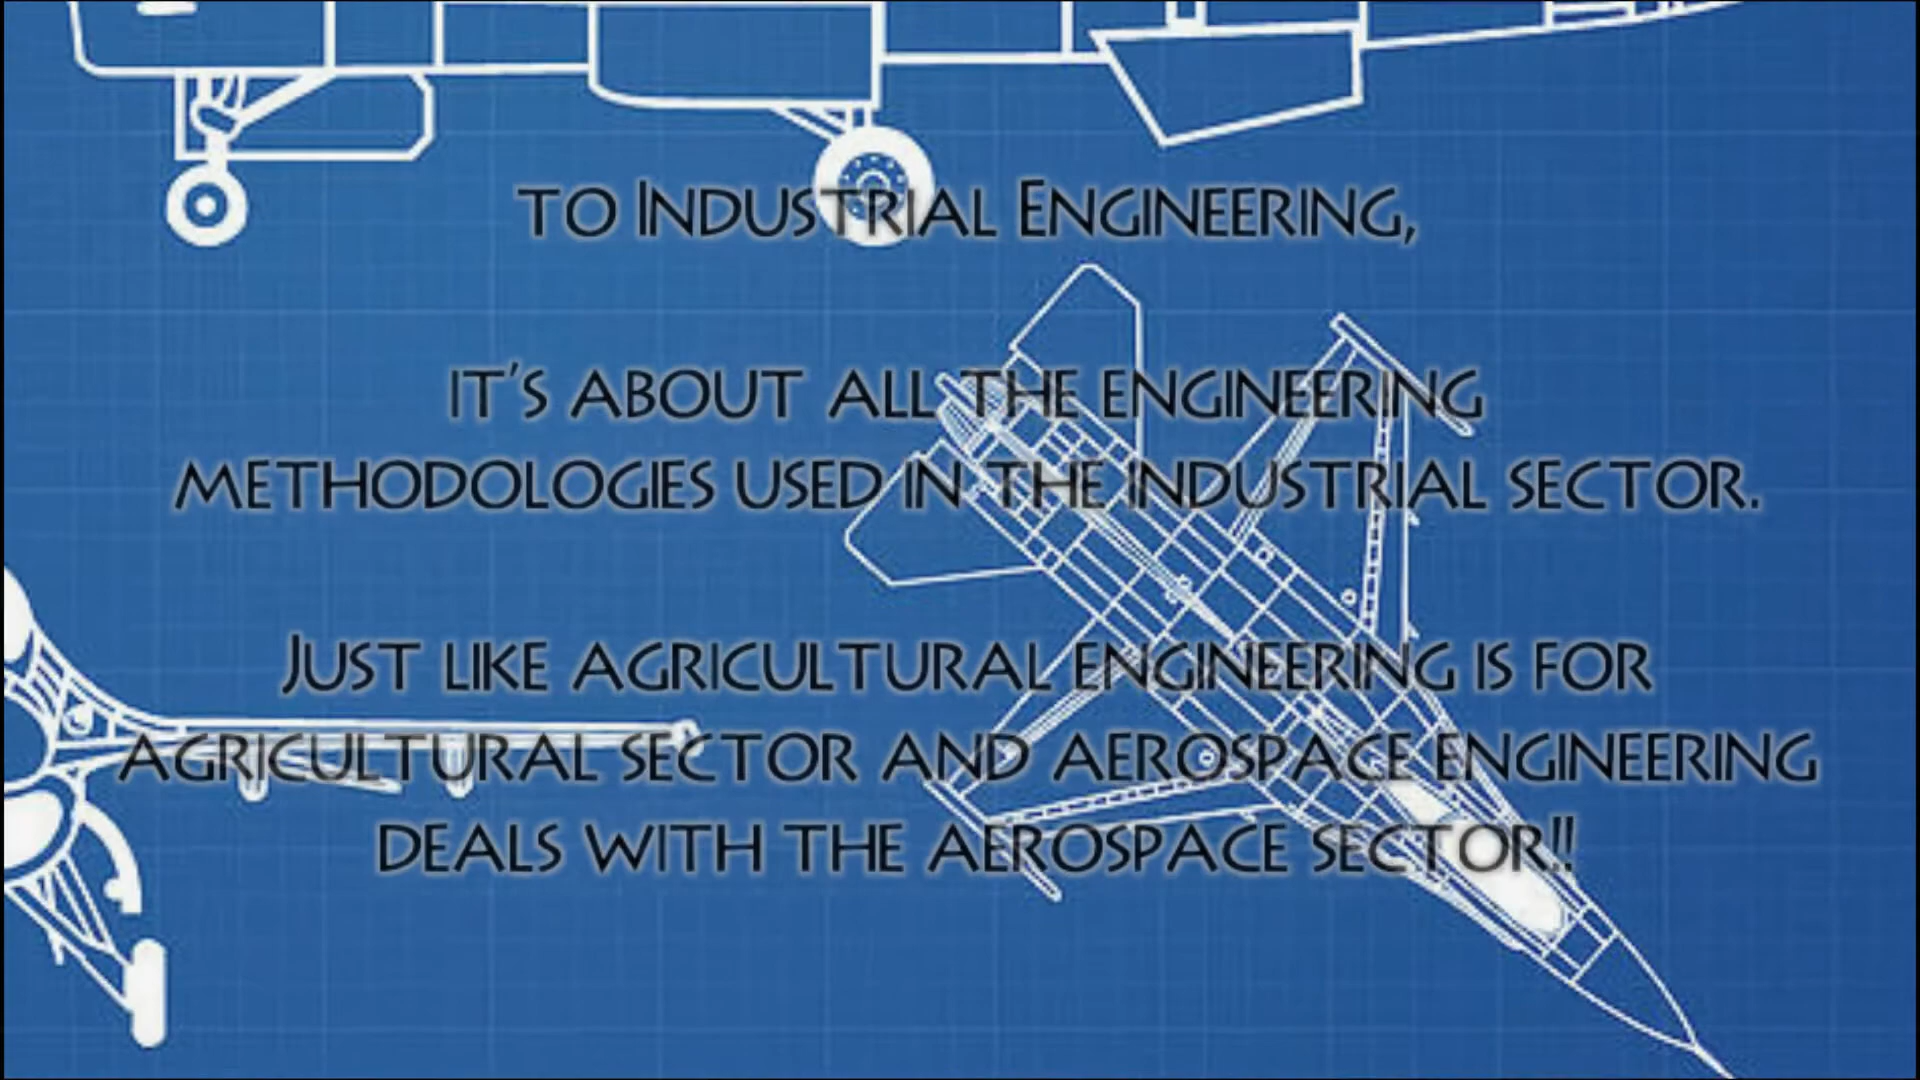 to Industrial Engineering,
it's about all the engineering
methodologies used in the industrial sector.
Just like agricultural engineering is for
agricultural sector and aerospace engineering
deals with the aerospace sector!!